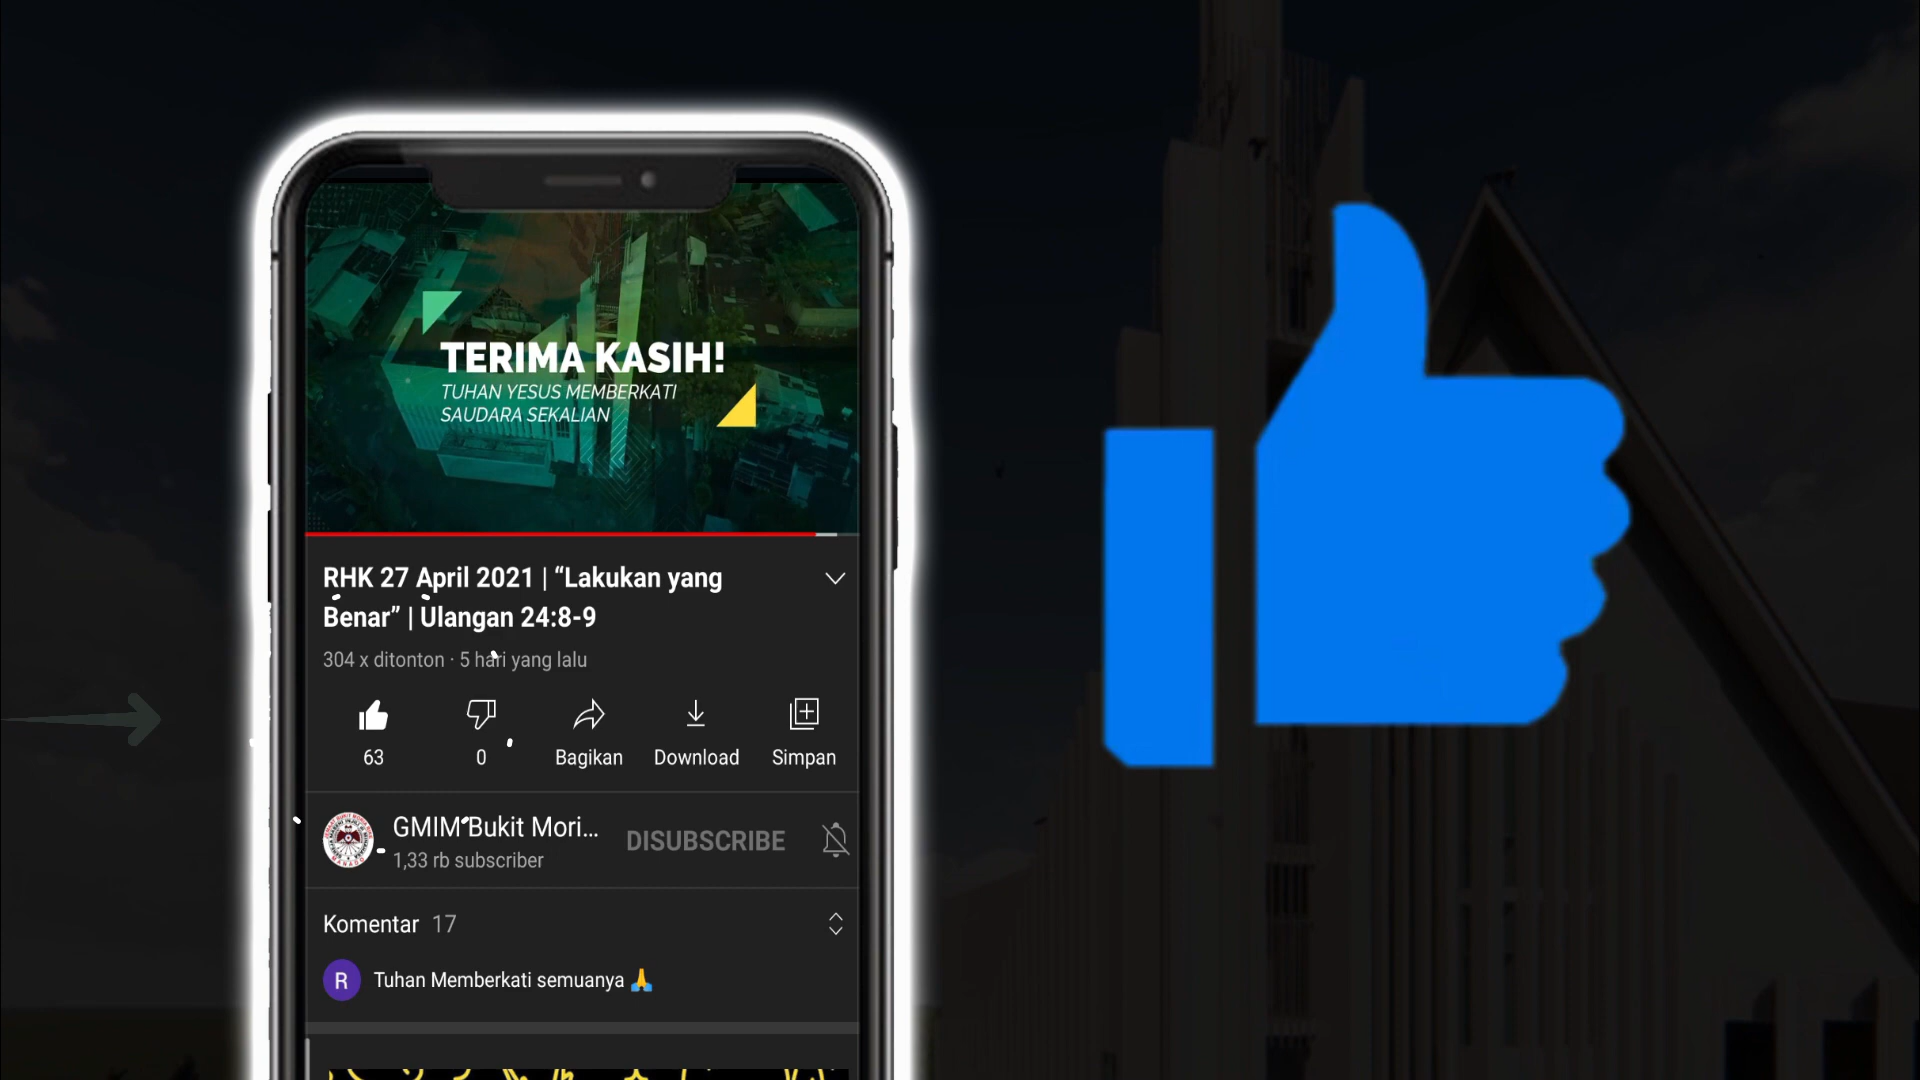 TERIMA KASIH!
TUHAN YESUS MEMBERKATI
SAUDARA SEKALIAN
RHK 27 April 2021 | “Lakukan yang
Benar” | Ulangan 24:8-9
304 x ditonton · 5 hari yang lalu
63
0
Bagikan
Download
Simpan
GMIM Bukit Mori...
DISUBSCRIBE
1,33 rb subscriber
Komentar 17
R
Tuhan Memberkati semuanya 🙏